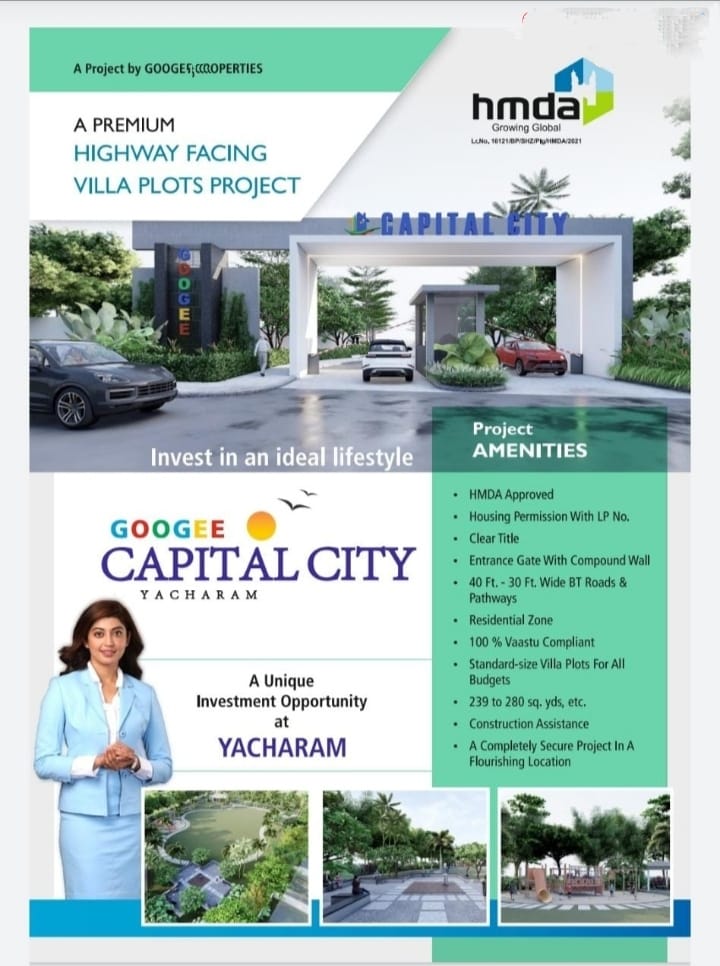 A Project by
A PREMIUM
HIGHWAY FACING
VILLA PLOTS PROJECT
hmda
Growing Global
CAPITAL CITY
GOOGEE
Invest in an ideal lifestyle
GOOGEE
CAPITAL CITY
YACHARAM
A Unique
Investment Opportunity
at
YACHARAM
Project
AMENITIES
• HMDA Approved
• Housing Permission With LP No.
• Clear Title
• Entrance Gate With Compound Wall
• 40 Ft. - 30 Ft. Wide BT Roads &
Pathways
• Residential Zone
• 100 % Vaastu Compliant
• Standard-size Villa Plots For All
Budgets
• 239 to 280 sq. yds, etc.
• Construction Assistance
• A Completely Secure Project In A
Flourishing Location